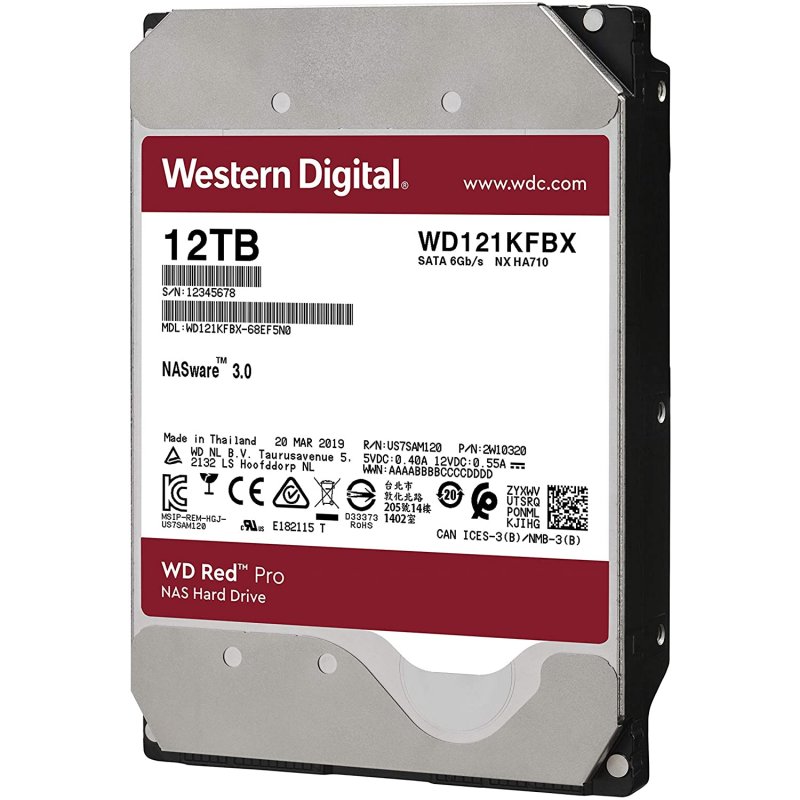 Western Digital®
www.wdc.com
12TB
WD121KFBX
SATA 6Gb/s NX HA710
S/N: 12345678
MDL: WD121KFBX-68EF5N0
NASware™ 3.0
Made in Thailand 20 MAR 2019
WD NL B.V. Taurusavenue 5,
2132 LS Hoofddorp NL
R/N: US7SAM120 P/N: 2W10320
5VDC: 0.40A 12VDC: 0.55A
WWN: AAAABBBBCCCCDDDD
MSIP-REM-HGJ-
US7SAM120
CE
E182115 T
D33373
RoHS
台北市
敦化北路
205號14樓
1402室
20
ZYXWV
UTSRQ
PONML
KJIHG
CAN ICES-3(B)/NMB-3(B)
WD Red™ Pro
NAS Hard Drive